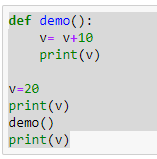 def demo():
    v= v+10
    print(v)

v=20
print(v)
demo()
print(v)